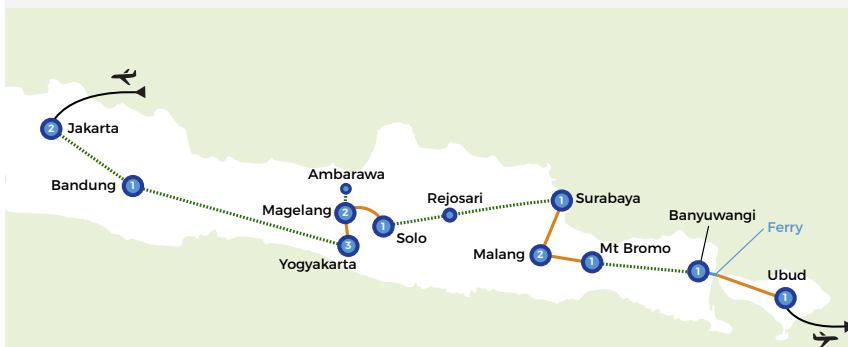 2
Jakarta
Bandung
1
Ambarawa
Magelang
2
1
Solo
3
Yogyakarta
Rejosari
1
Surabaya
Malang
2
Mt Bromo
1
Banyuwangi
1
Ferry
Ubud
1